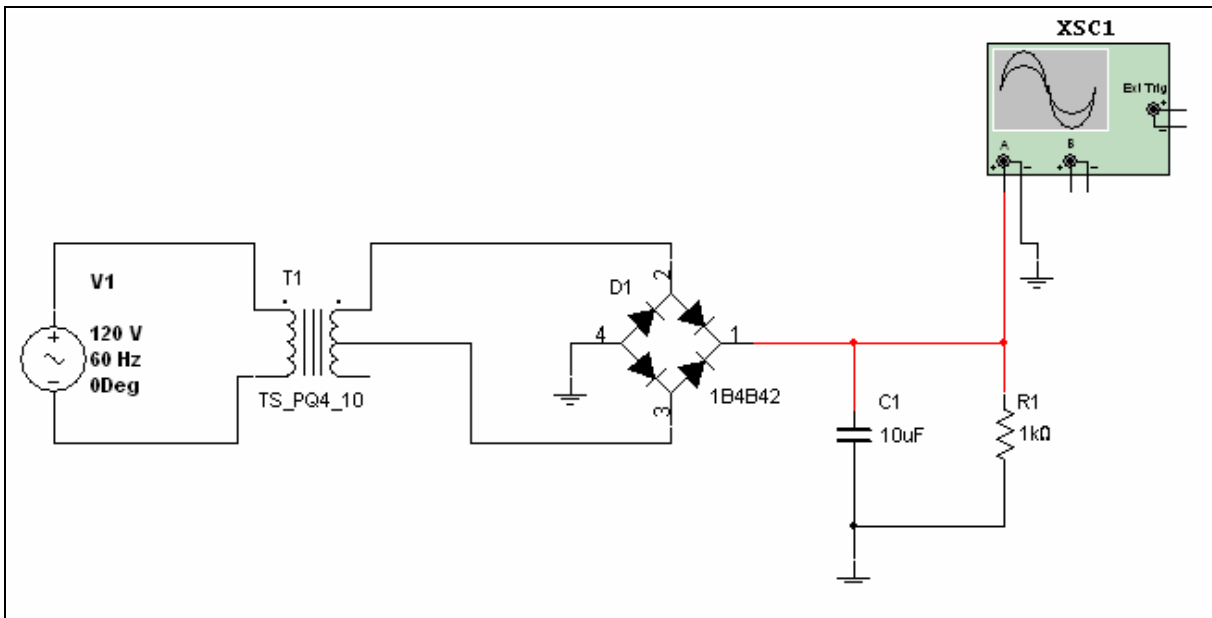 XSC1
Ext Trig
+
−
A
B
+
−
+
−
V1
120 V
60 Hz
0Deg
+
−
T1
TS_PQ4_10
D1
2
4
1
3
1B4B42
C1
10uF
R1
1kΩ